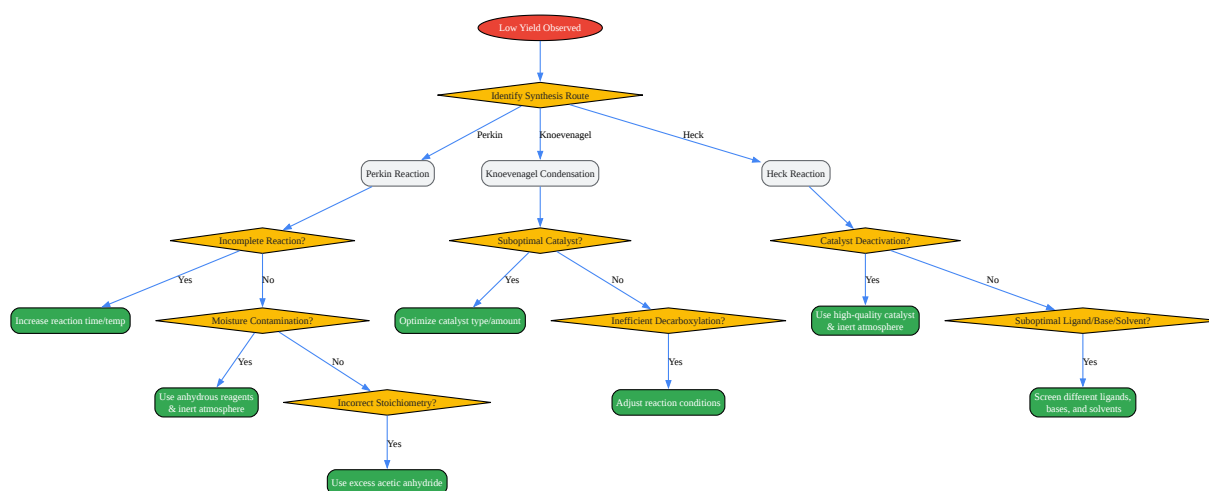 Low Yield Observed
Identify Synthesis Route
Perkin
Knoevenagel
Heck
Perkin Reaction
Knoevenagel Condensation
Heck Reaction
Incomplete Reaction?
Suboptimal Catalyst?
Catalyst Deactivation?
Yes
No
Yes
No
Yes
No
Increase reaction time/temp
Moisture Contamination?
Optimize catalyst type/amount
Inefficient Decarboxylation?
Use high-quality catalyst
& inert atmosphere
Suboptimal Ligand/Base/Solvent?
Yes
No
Yes
Yes
Use anhydrous reagents
& inert atmosphere
Incorrect Stoichiometry?
Adjust reaction conditions
Screen different ligands,
bases, and solvents
Yes
Use excess acetic anhydride